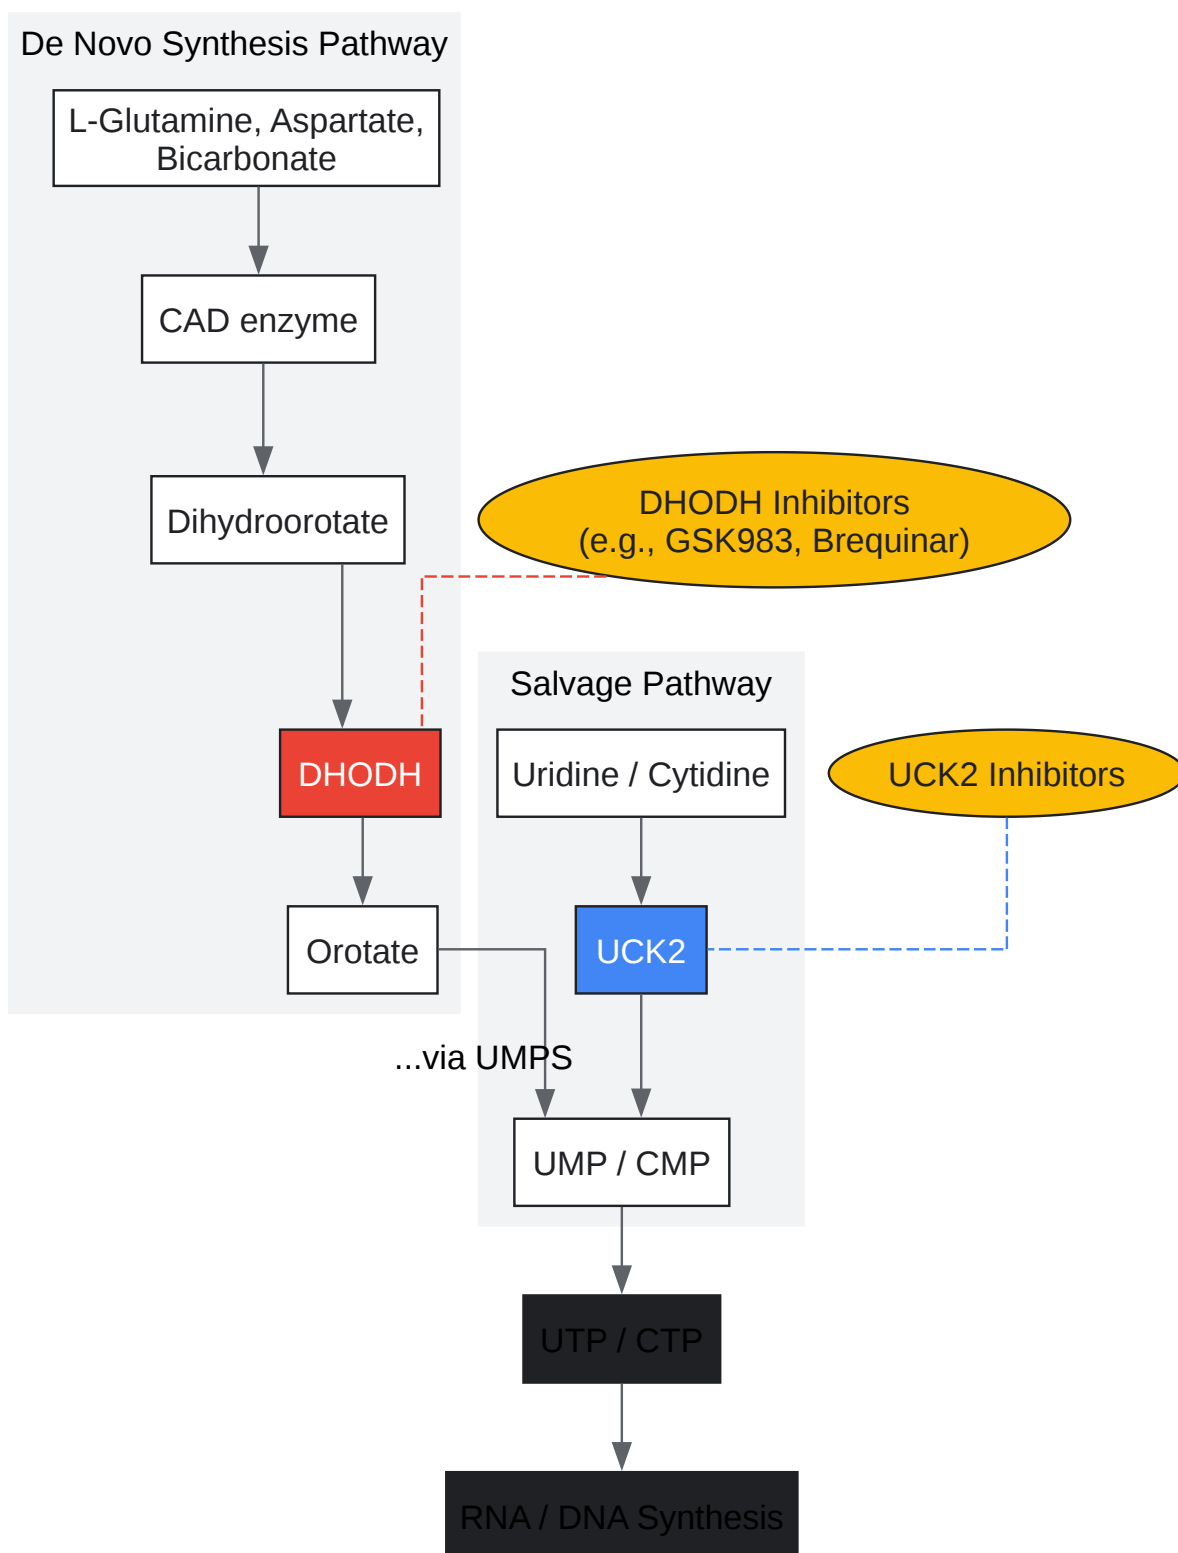 De Novo Synthesis Pathway
L-Glutamine, Aspartate,
Bicarbonate
CAD enzyme
Dihydroorotate
DHODH Inhibitors
(e.g., GSK983, Brequinar)
Salvage Pathway
DHODH
Uridine / Cytidine
UCK2 Inhibitors
Orotate
UCK2
...via UMPS
UMP / CMP
UTP / CTP
RNA / DNA Synthesis